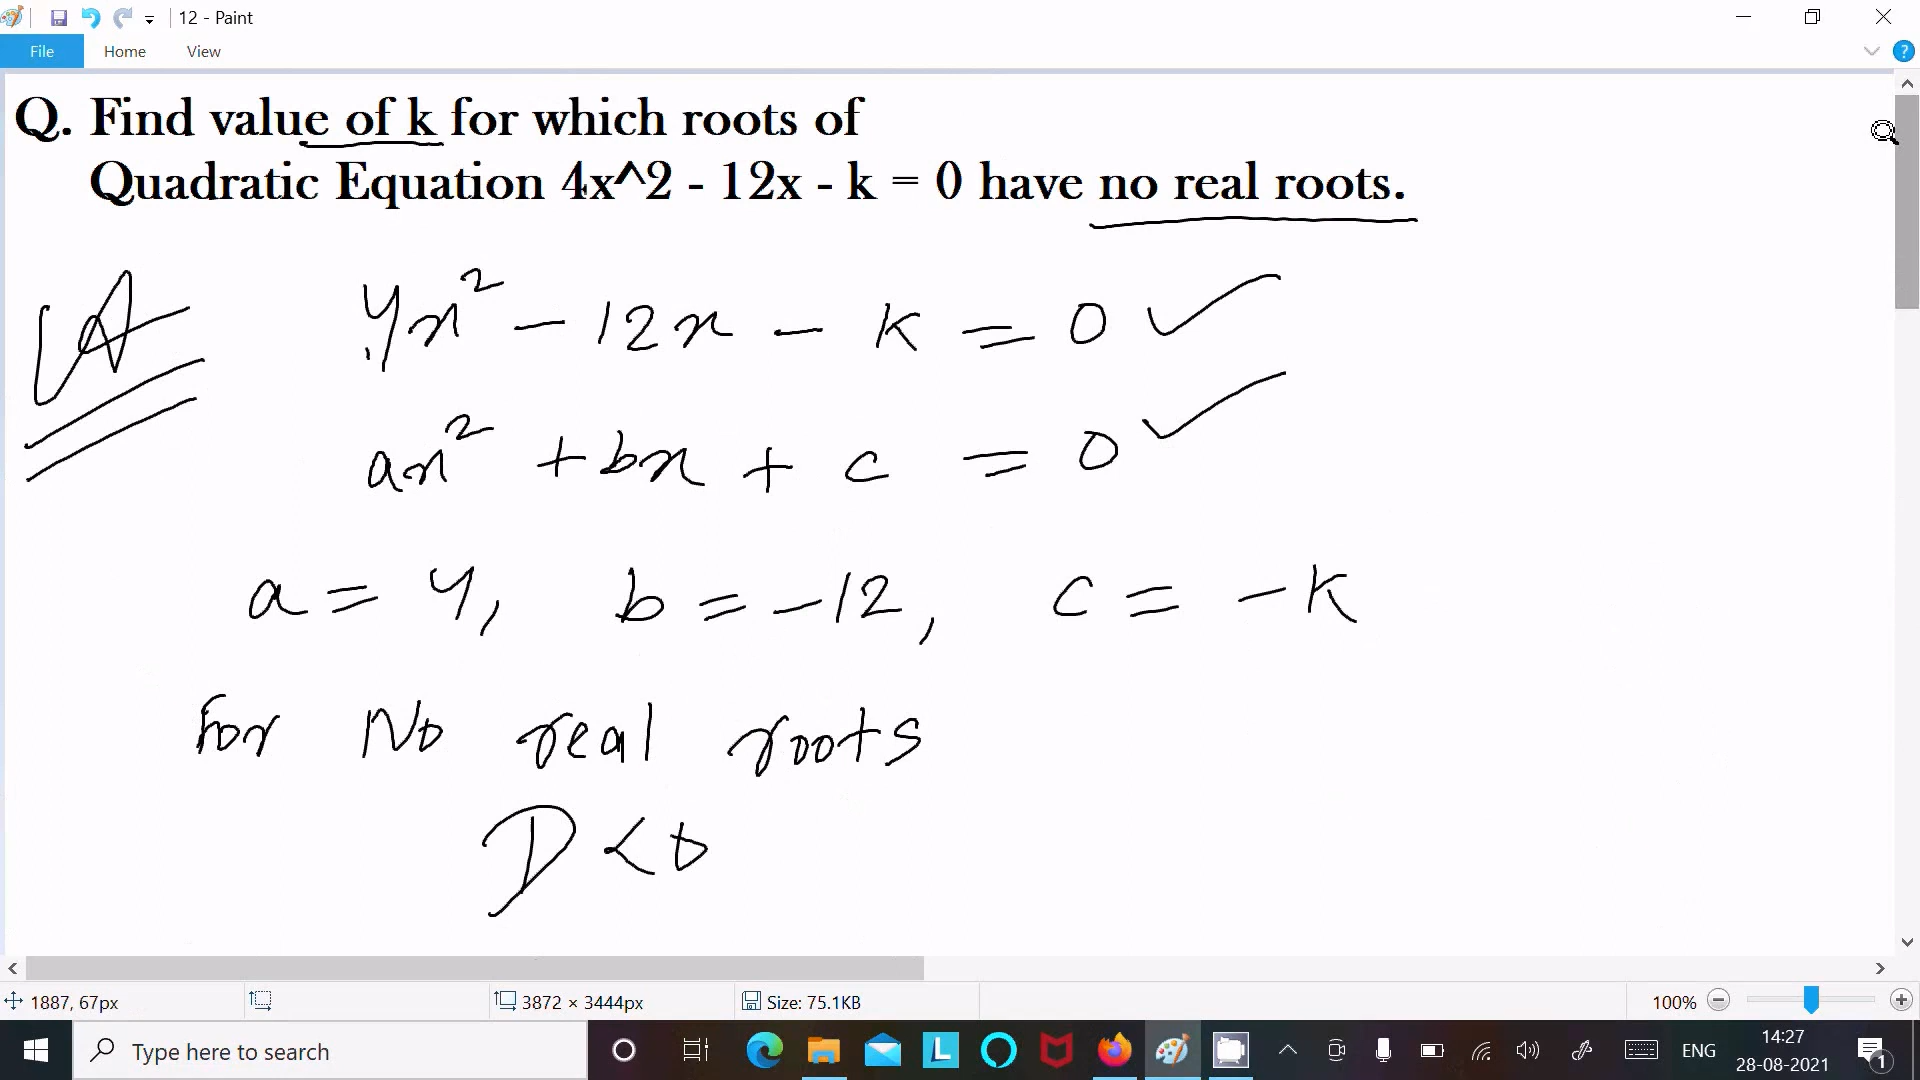 12 - Paint
File Home View
Q. Find value of k for which roots of
Quadratic Equation 4x^2 - 12x - k = 0 have no real roots.
A
4x² - 12x - k = 0 ✓
ax² + bx + c = 0 ✓
a = 4, b = -12, c = -k
For No real roots
D < 0
1887, 67px 3872 × 3444px Size: 75.1KB 100%
Type here to search
L
ENG
14:27
28-08-2021
1